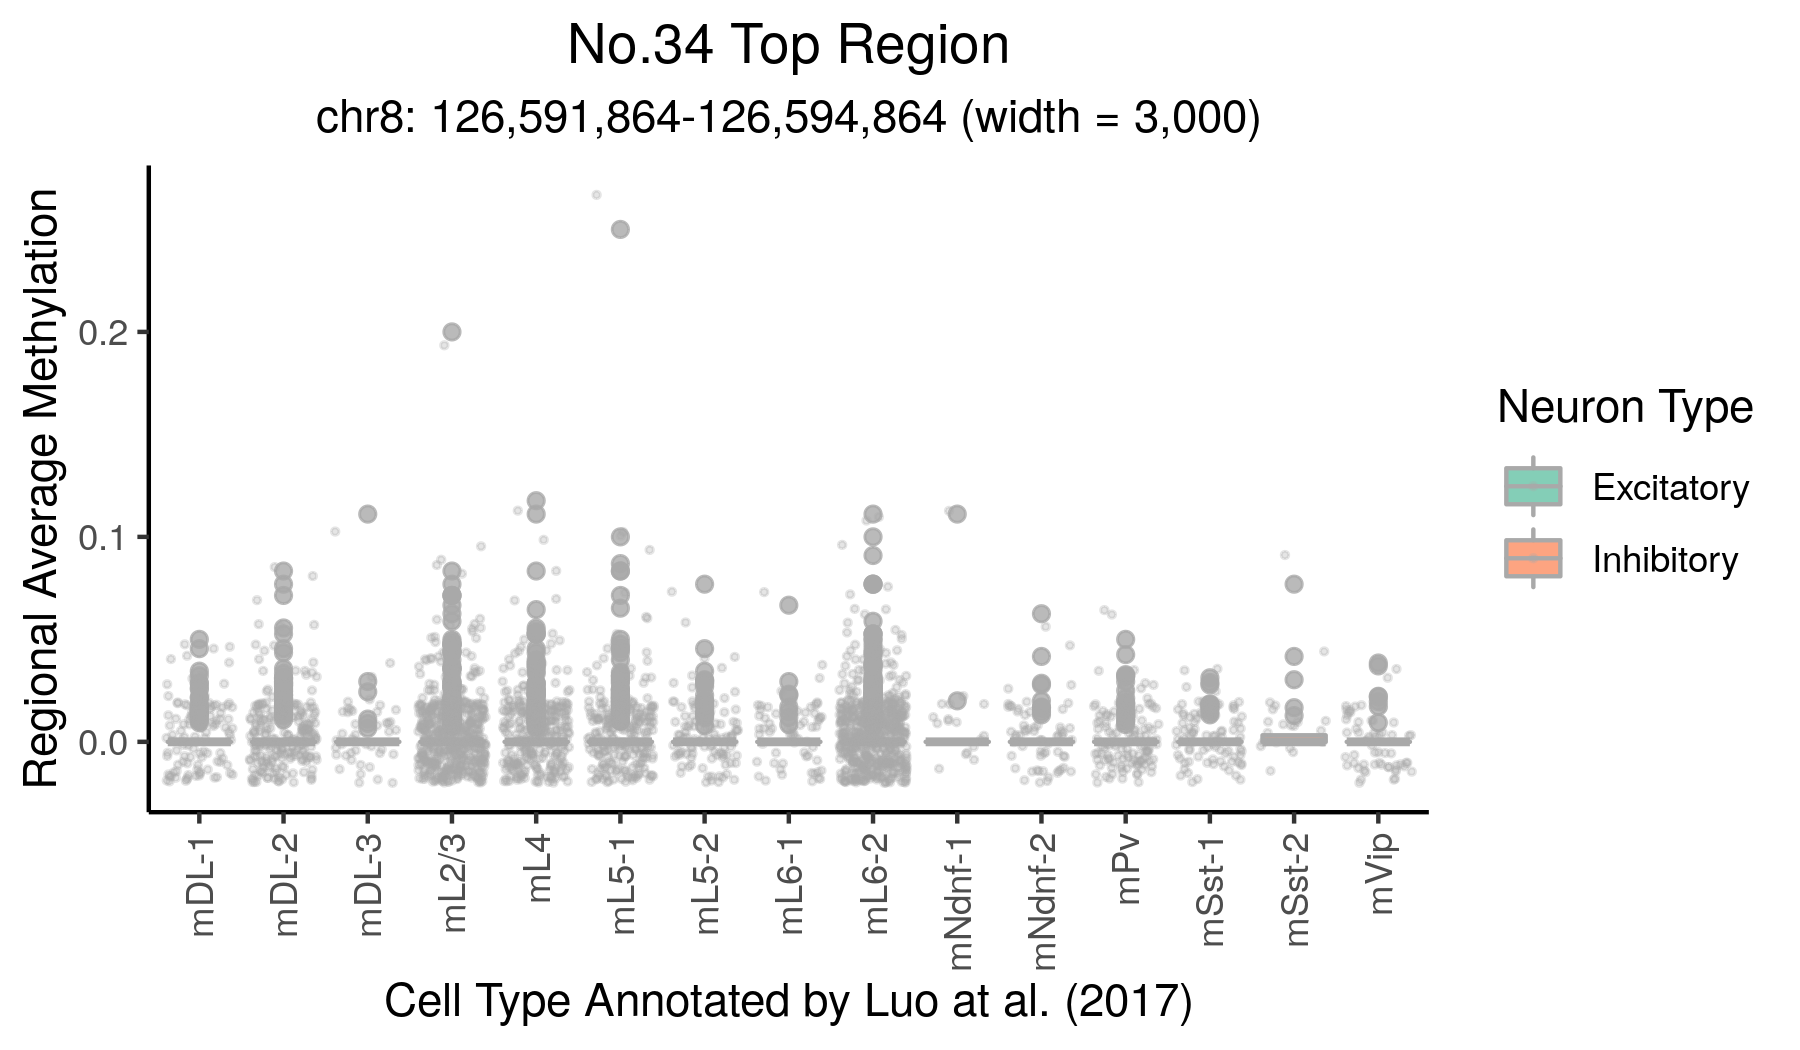 No.34 Top Region
chr8: 126,591,864-126,594,864 (width = 3,000)
Regional Average Methylation
0.2
0.1
0.0
mDL-1
mDL-2
mDL-3
mL2/3
mL4
mL5-1
mL5-2
mL6-1
mL6-2
mNdnf-1
mNdnf-2
mPv
mSst-1
mSst-2
mVip
Cell Type Annotated by Luo at al. (2017)
Neuron Type
Excitatory
Inhibitory